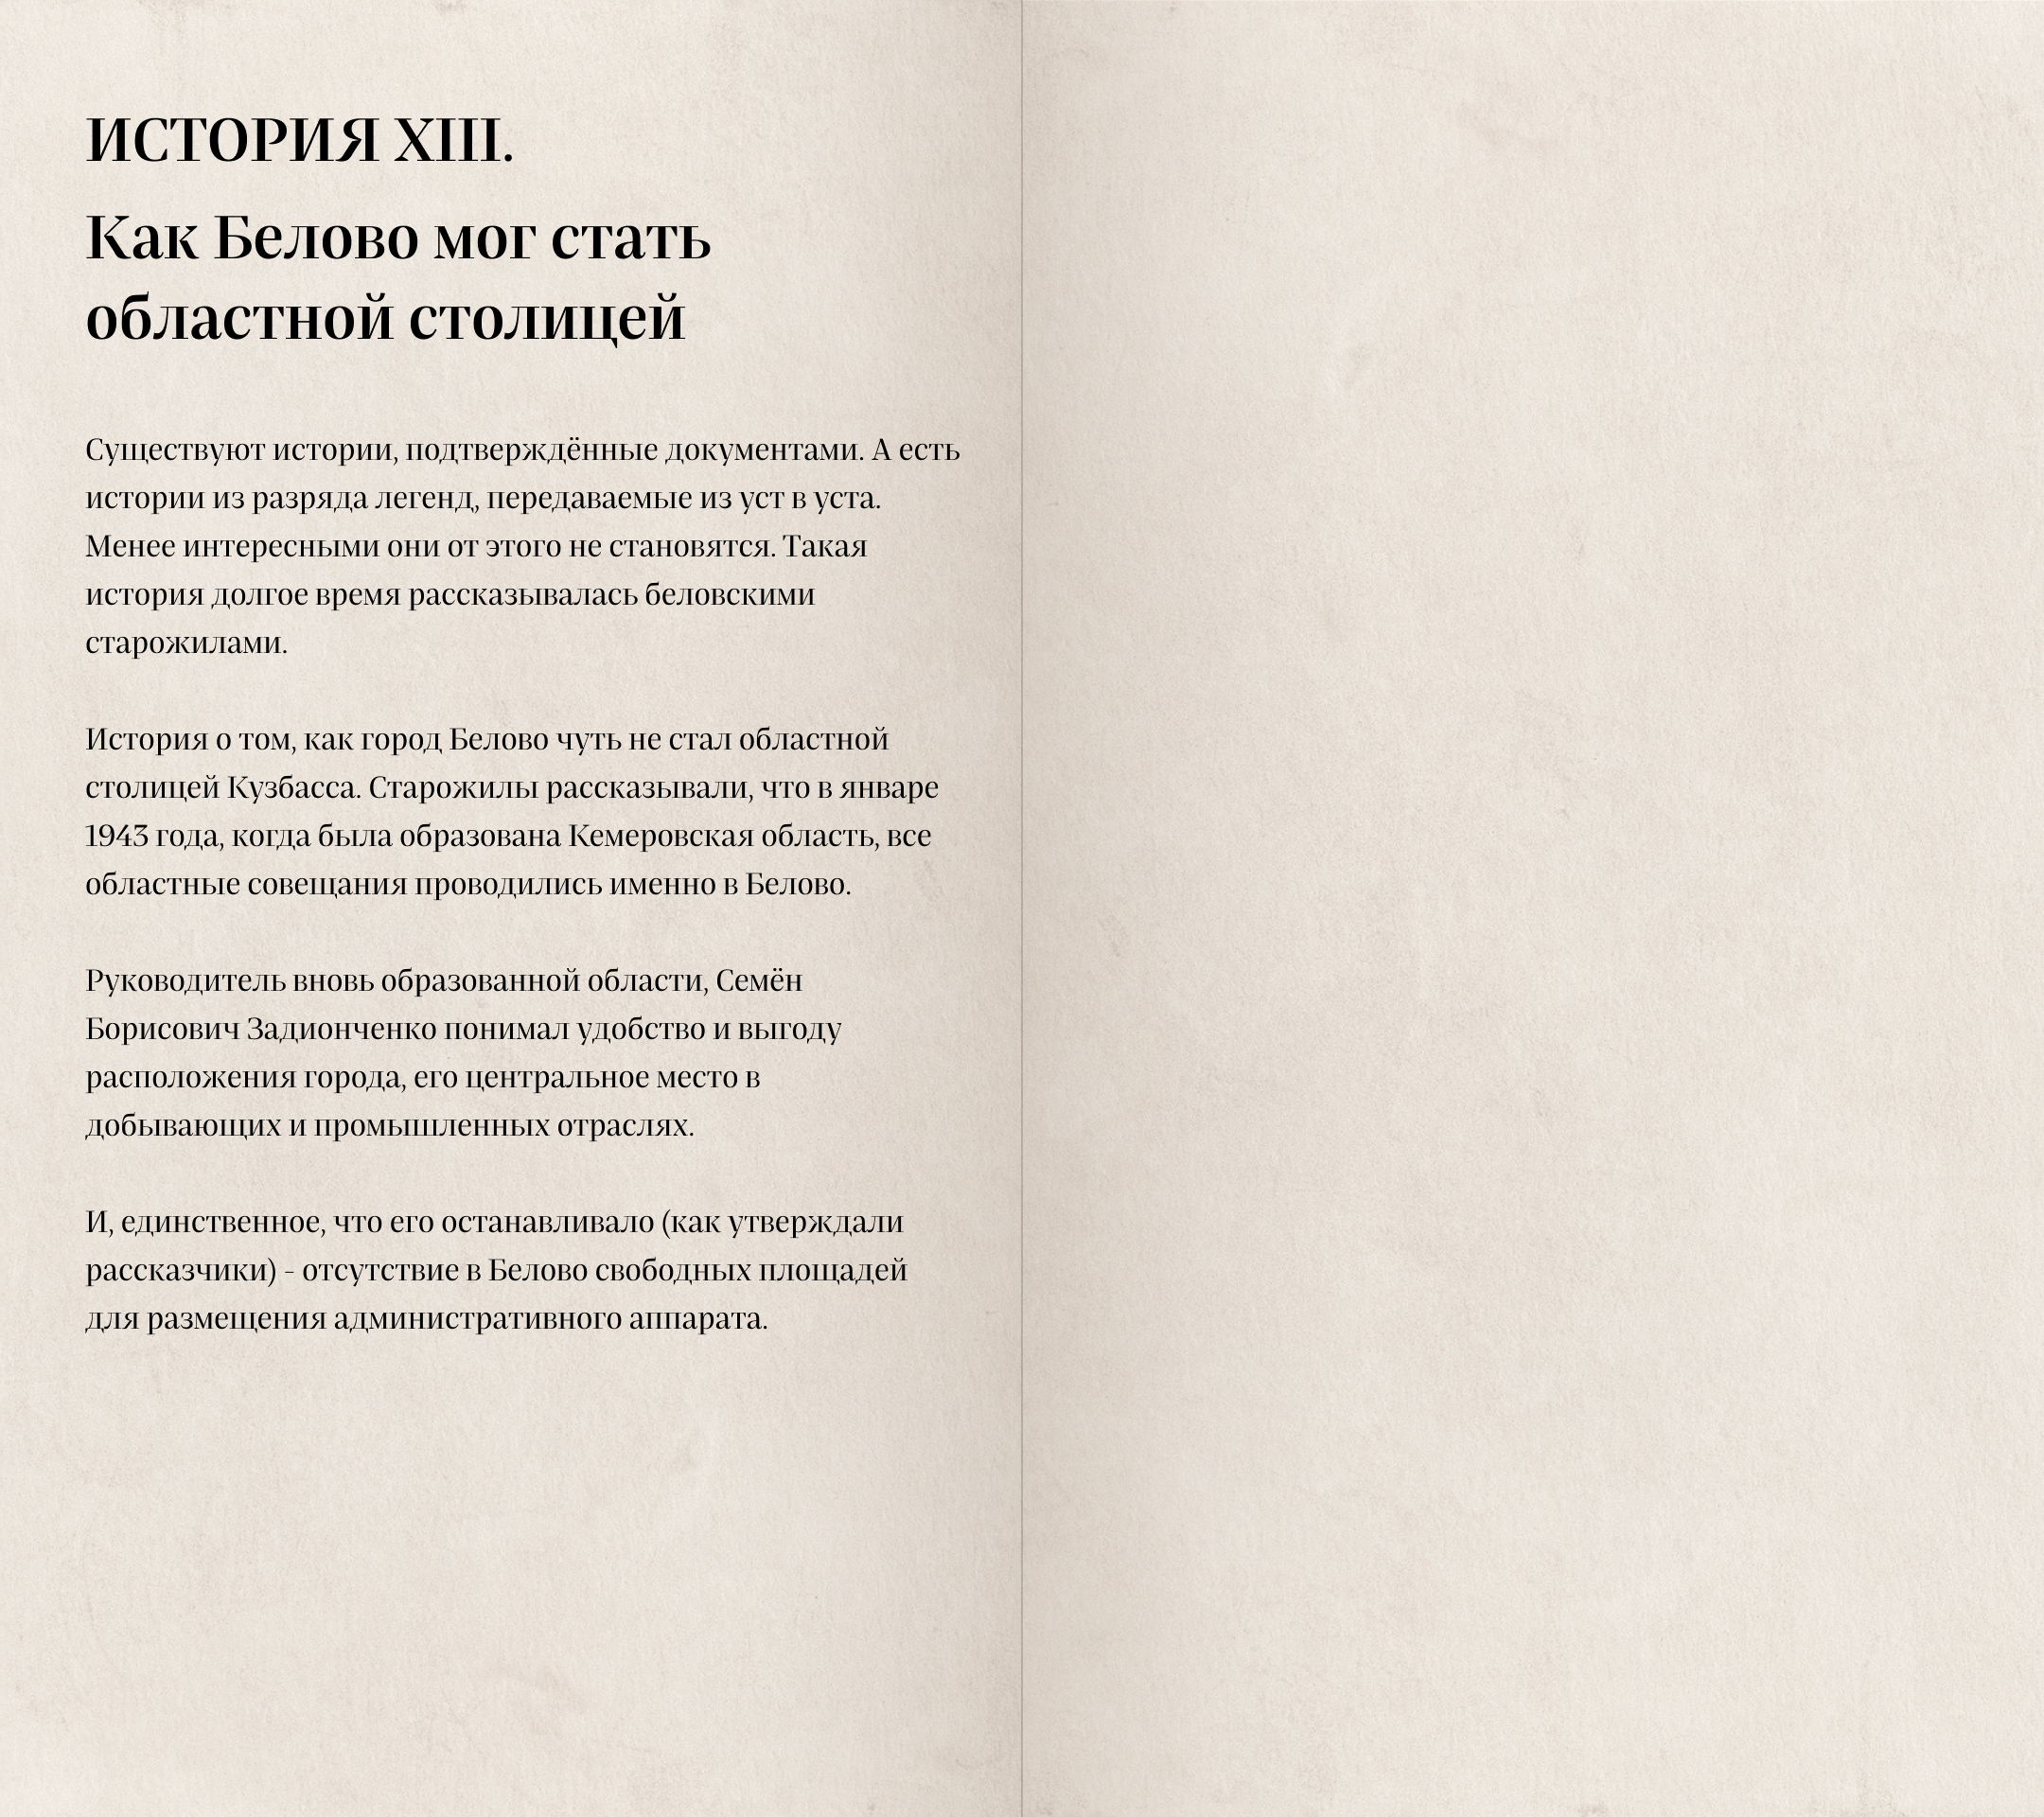 ИСТОРИЯ XIII.
Как Белово мог стать
областной столицей
Существуют истории, подтверждённые документами. А есть
истории из разряда легенд, передаваемые из уст в уста.
Менее интересными они от этого не становятся. Такая
история долгое время рассказывалась беловскими
старожилами.
История о том, как город Белово чуть не стал областной
столицей Кузбасса. Старожилы рассказывали, что в январе
1943 года, когда была образована Кемеровская область, все
областные совещания проводились именно в Белово.
Руководитель вновь образованной области, Семён
Борисович Задионченко понимал удобство и выгоду
расположения города, его центральное место в
добывающих и промышленных отраслях.
И, единственное, что его останавливало (как утверждали
рассказчики) - отсутствие в Белово свободных площадей
для размещения административного аппарата.